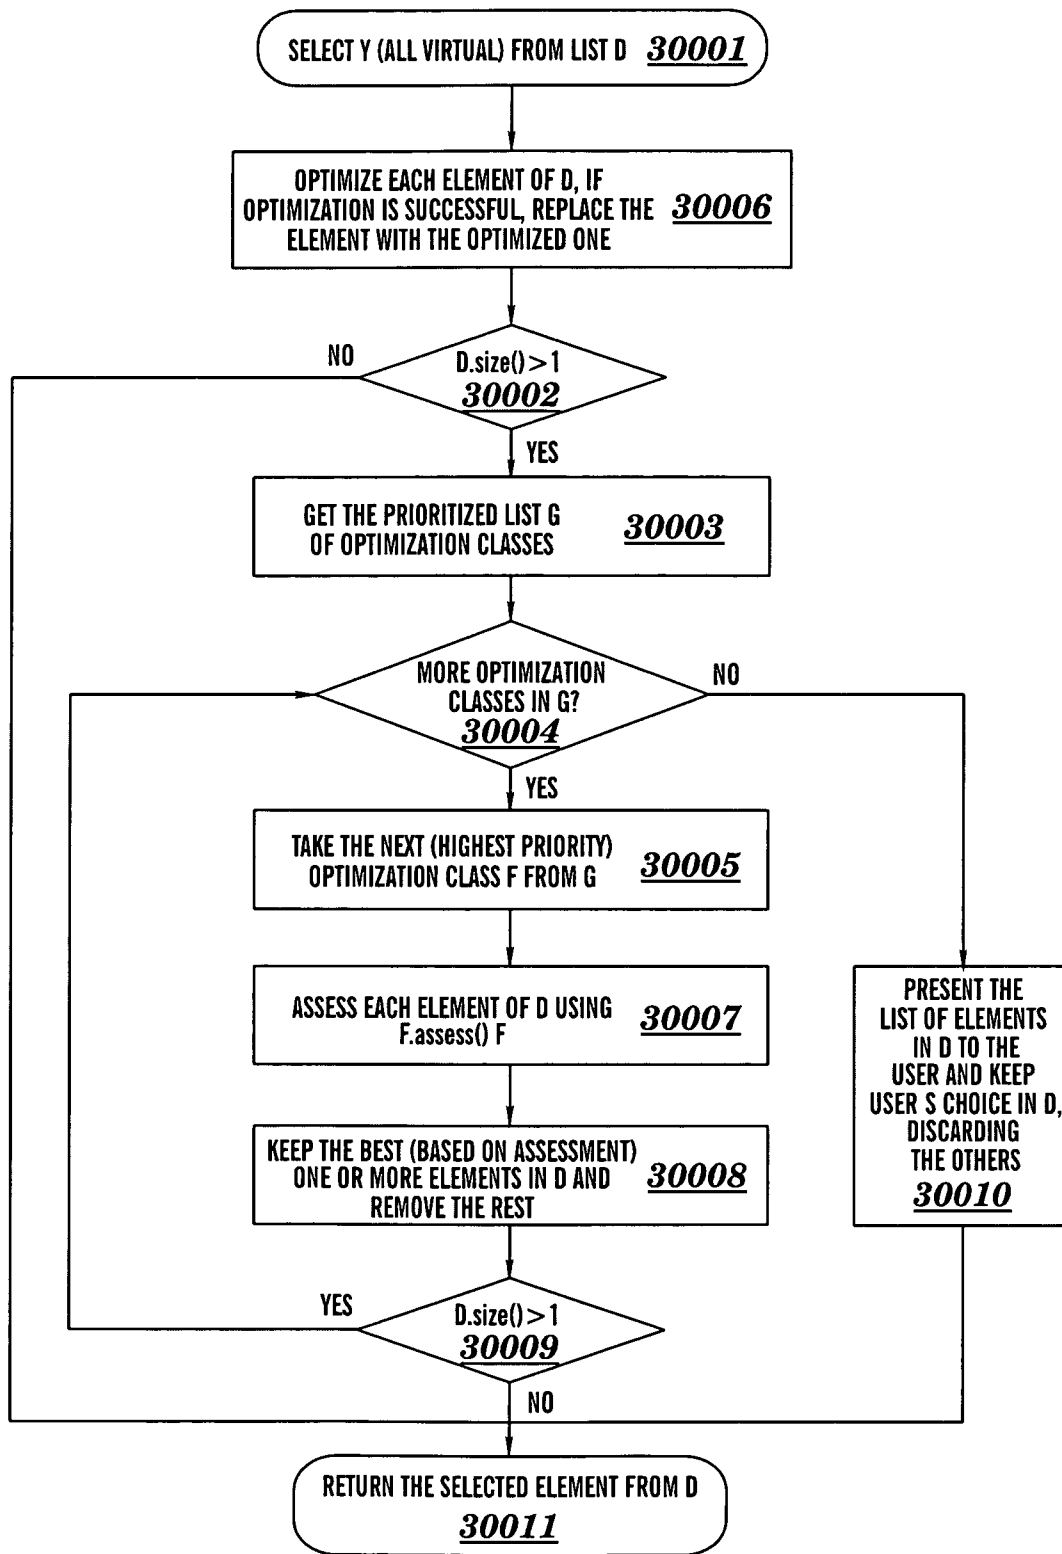 SELECT Y (ALL VIRTUAL) FROM LIST D 30001
OPTIMIZE EACH ELEMENT OF D, IF
OPTIMIZATION IS SUCCESSFUL, REPLACE THE 30006
ELEMENT WITH THE OPTIMIZED ONE
NO
D.size()>1
30002
YES
GET THE PRIORITIZED LIST G
OF OPTIMIZATION CLASSES
30003
MORE OPTIMIZATION
CLASSES IN G?
30004
NO
YES
TAKE THE NEXT (HIGHEST PRIORITY)
OPTIMIZATION CLASS F FROM G
30005
ASSESS EACH ELEMENT OF D USING
F.assess() F
30007
PRESENT THE
LIST OF ELEMENTS
IN D TO THE
USER AND KEEP
USER S CHOICE IN D,
DISCARDING
THE OTHERS
30010
KEEP THE BEST (BASED ON ASSESSMENT)
ONE OR MORE ELEMENTS IN D AND
REMOVE THE REST
30008
YES
D.size()>1
30009
NO
RETURN THE SELECTED ELEMENT FROM D
30011